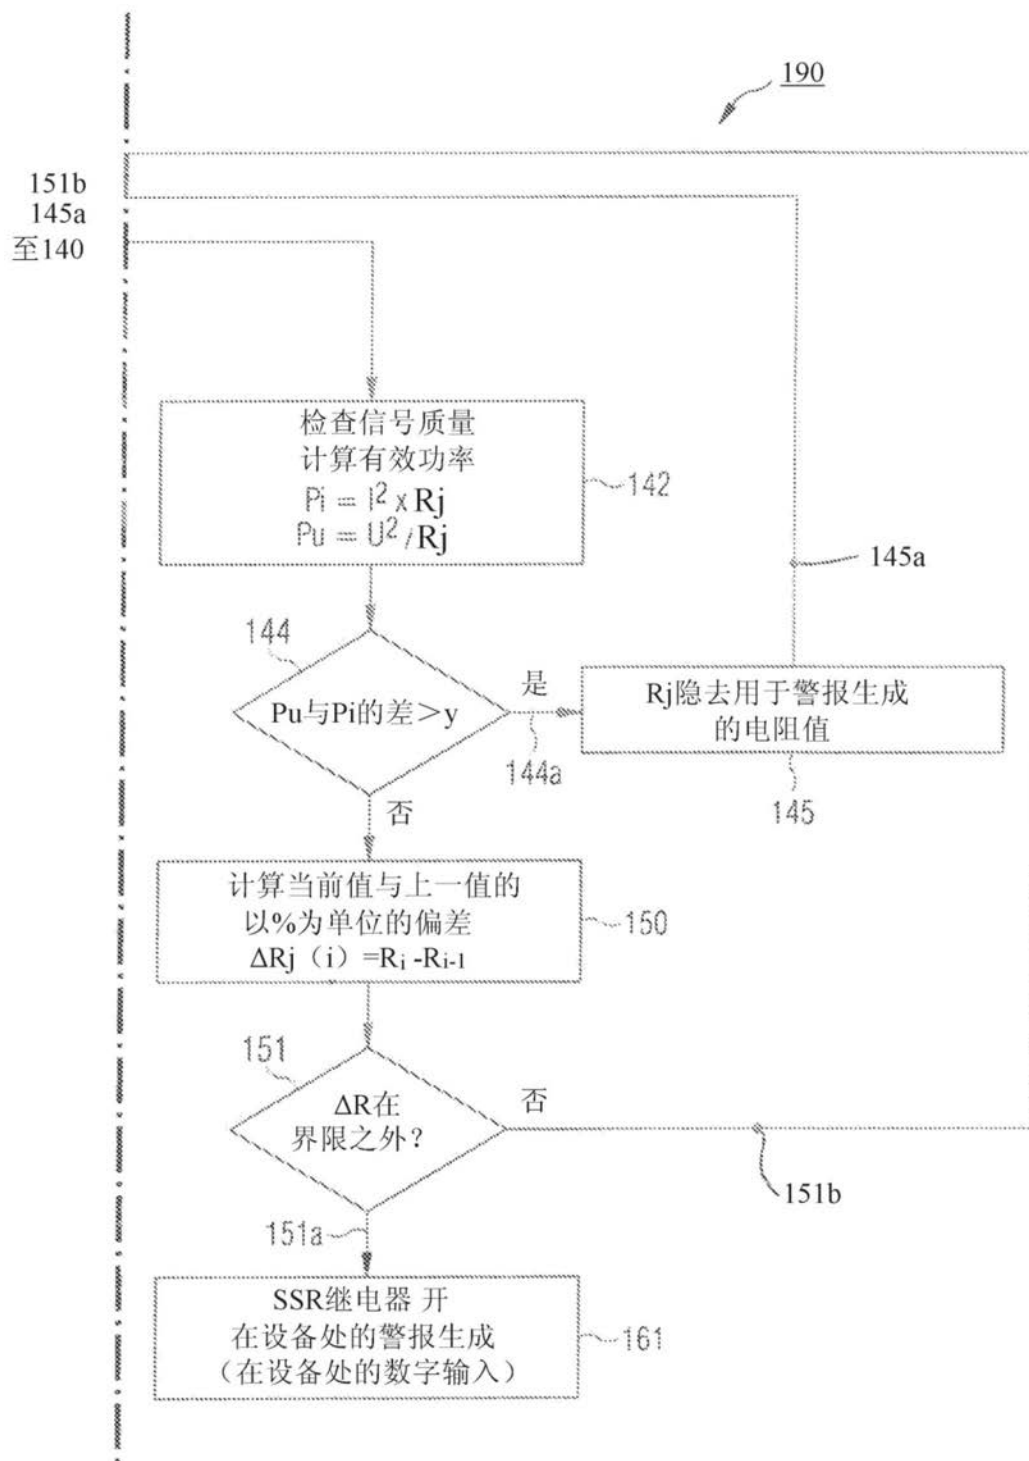 190
151b
145a
至140
检查信号质量
计算有效功率
Pi = I² x Rj
Pu = U² / Rj
142
145a
144
Pu与Pi的差＞y
是
144a
Rj隐去用于警报生成
的电阻值
145
否
计算当前值与上一值的
以%为单位的偏差
ΔRj（i）=Ri -Ri-1
150
151
ΔR在
界限之外？
否
151b
151a
SSR继电器 开
在设备处的警报生成
（在设备处的数字输入）
161